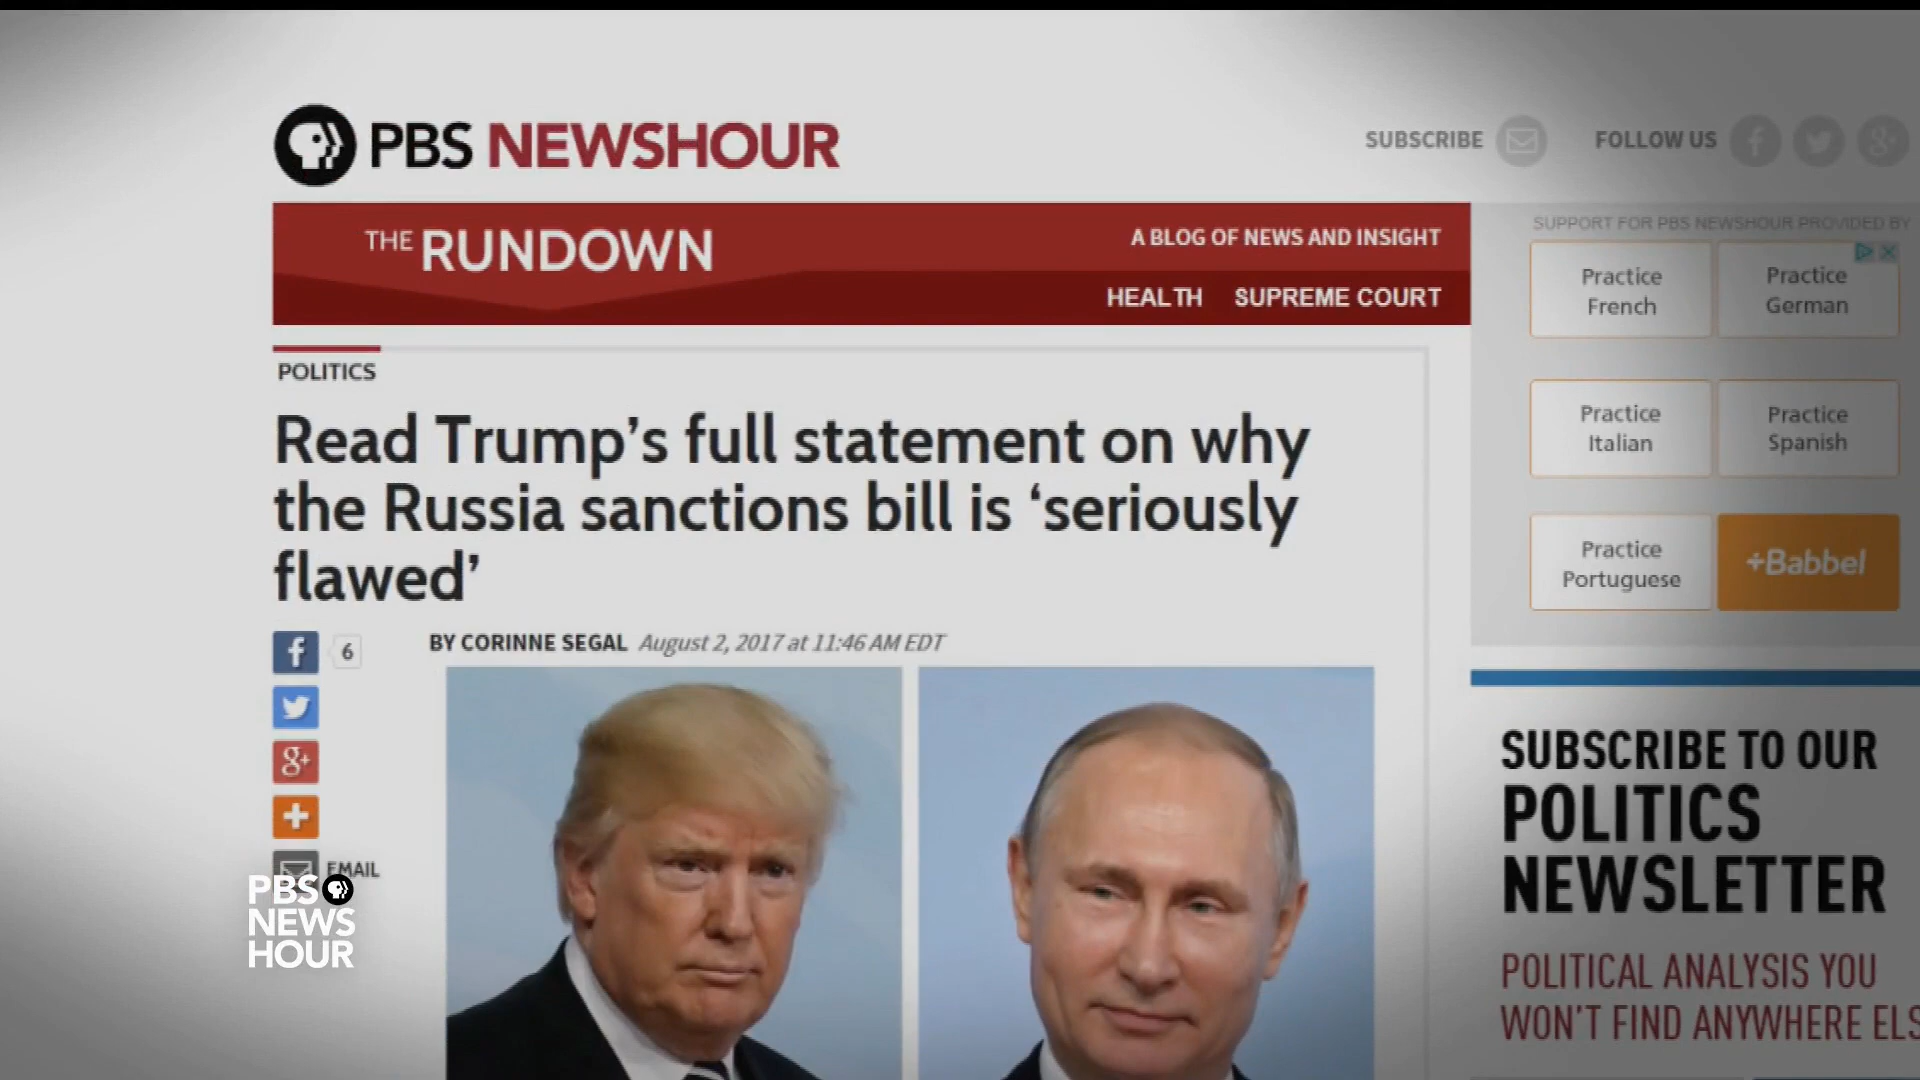 PBS NEWSHOUR
SUBSCRIBE
FOLLOW US
THE RUNDOWN
A BLOG OF NEWS AND INSIGHT
HEALTH SUPREME COURT
SUPPORT FOR PBS NEWSHOUR PROVIDED BY
Practice
French
Practice
German
Practice
Italian
Practice
Spanish
Practice
Portuguese
+Babbel
POLITICS
Read Trump’s full statement on why
the Russia sanctions bill is ‘seriously
flawed’
6
BY CORINNE SEGAL August 2, 2017 at 11:46 AM EDT
EMAIL
SUBSCRIBE TO OUR
POLITICS
NEWSLETTER
POLITICAL ANALYSIS YOU
WON'T FIND ANYWHERE ELS
PBS
NEWS
HOUR